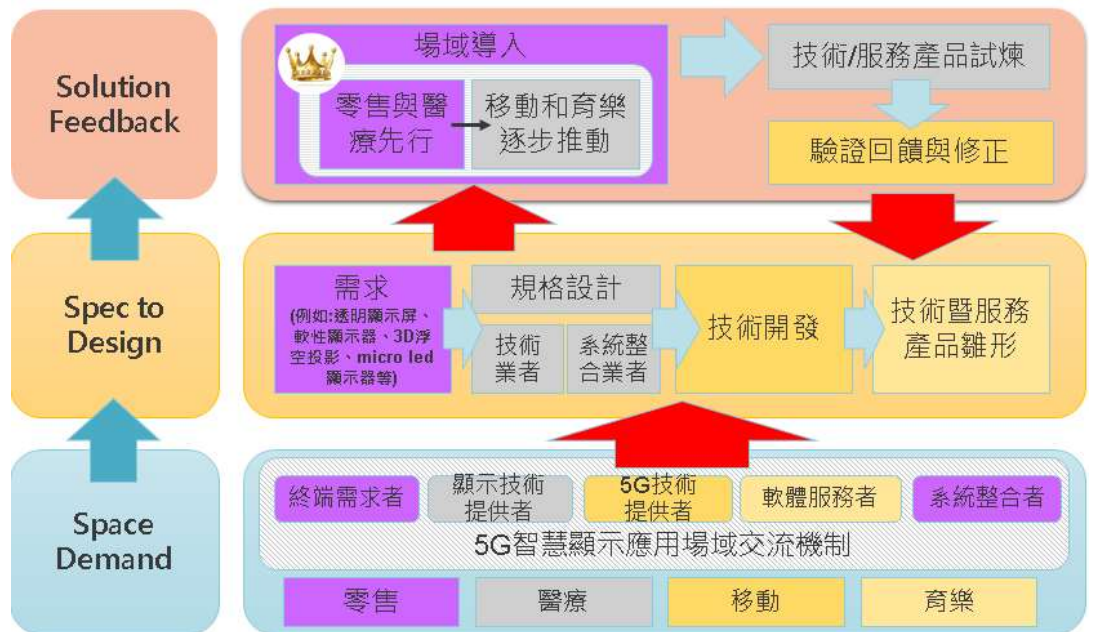 Solution
Feedback
場域導入
零售與醫
療先行
移動和育樂
逐步推動
技術/服務產品試煉
驗證回饋與修正
Spec to
Design
需求
(例如:透明顯示屏、
軟性顯示器、3D浮
空投影、micro led
顯示器等)
規格設計
技術
業者
系統整
合業者
技術開發
技術暨服務
產品雛形
Space
Demand
終端需求者
顯示技術
提供者
5G技術
提供者
軟體服務者
系統整合者
5G智慧顯示應用場域交流機制
零售
醫療
移動
育樂